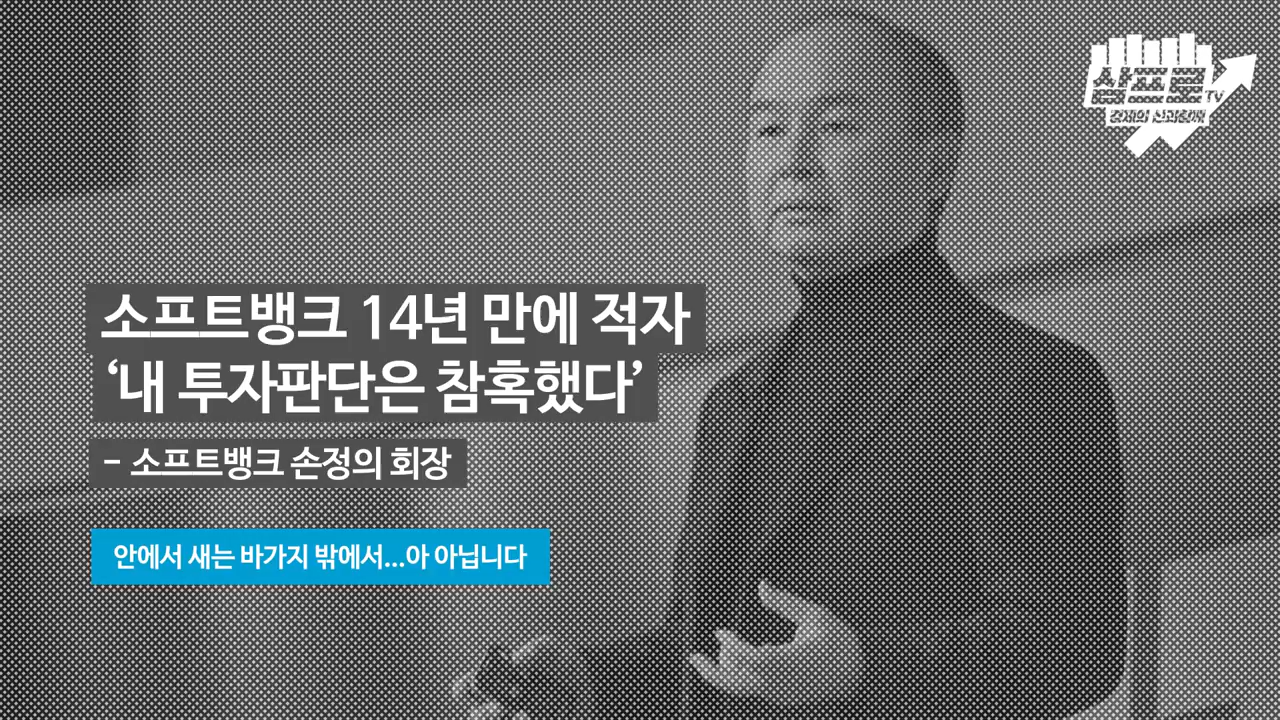 삼프로TV
경제의 신과함께
소프트뱅크 14년 만에 적자
‘내 투자판단은 참혹했다’
- 소프트뱅크 손정의 회장
안에서 새는 바가지 밖에서...아 아닙니다